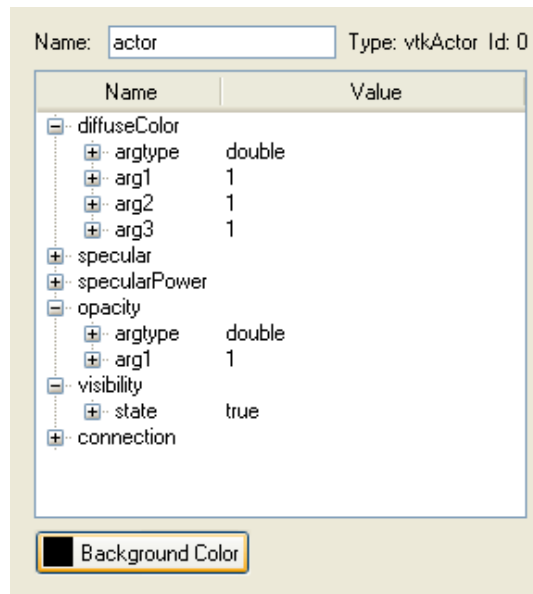 Name: actor Type: vtkActor Id: 0
Name Value
diffuseColor
argtype double
arg1 1
arg2 1
arg3 1
specular
specularPower
opacity
argtype double
arg1 1
visibility
state true
connection
Background Color